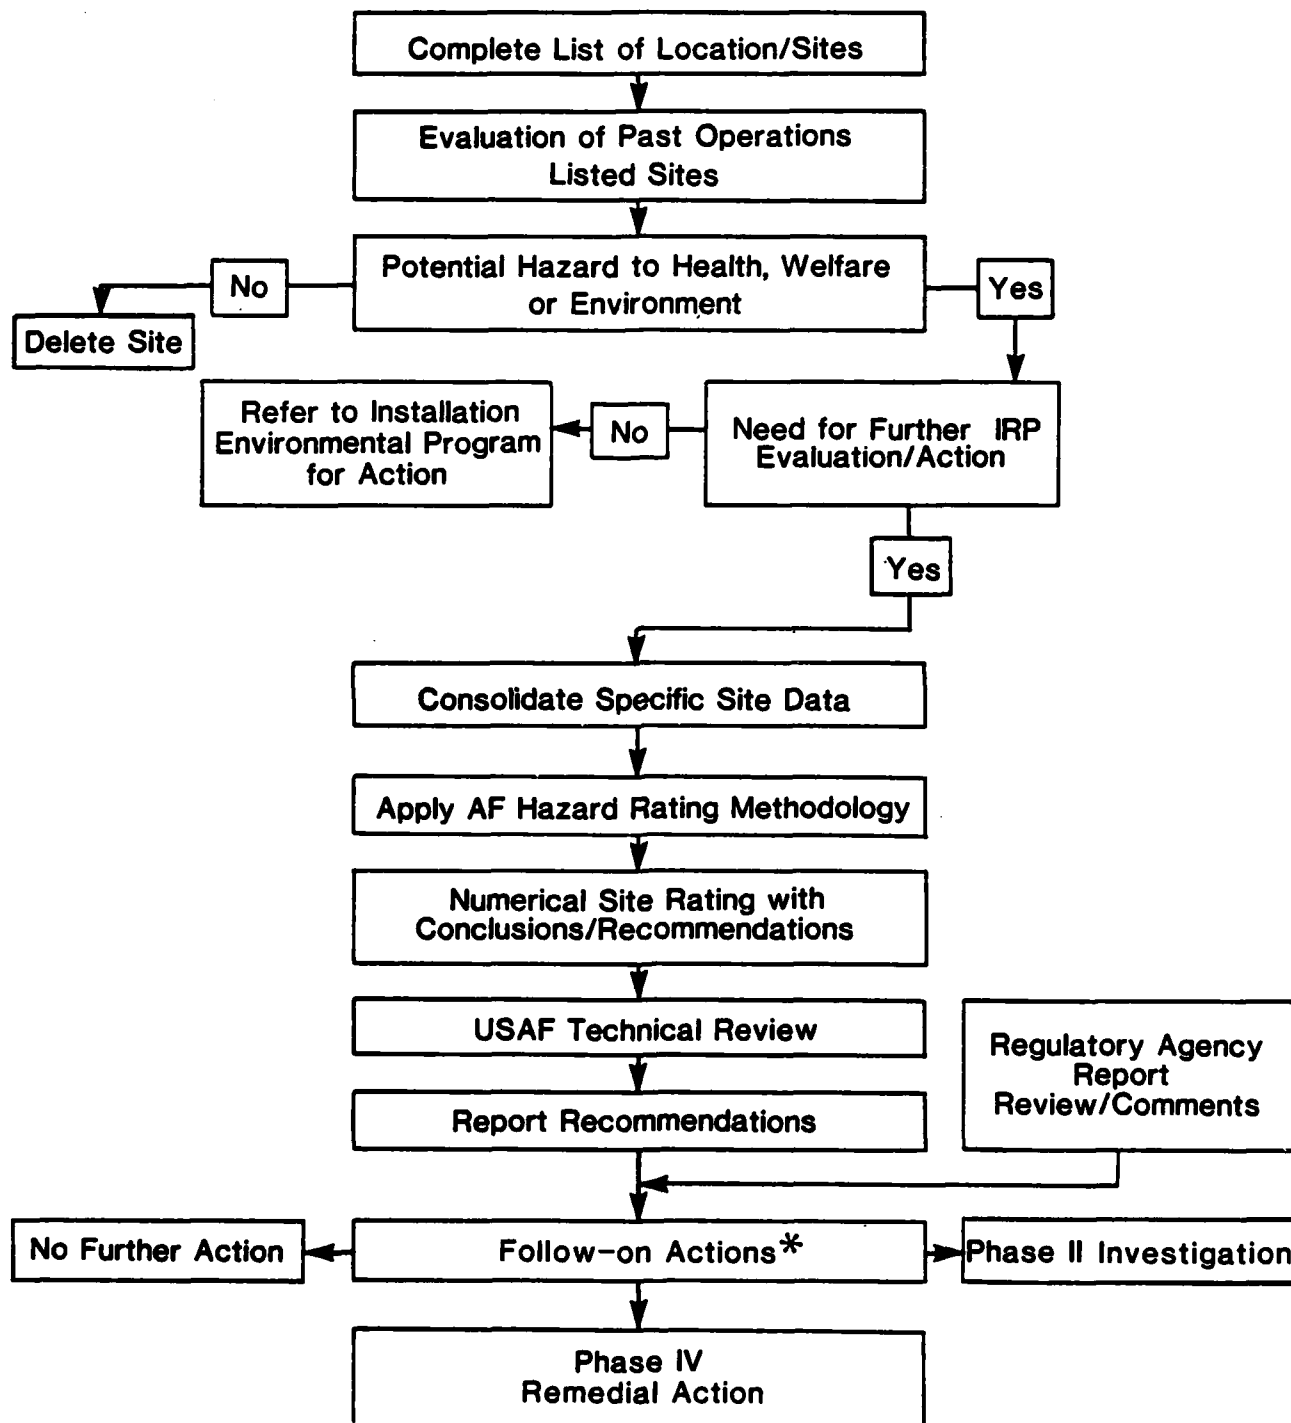 Complete List of Location/Sites
Evaluation of Past Operations
Listed Sites
Potential Hazard to Health, Welfare
or Environment
No
Yes
Delete Site
Refer to Installation
Environmental Program
for Action
No
Need for Further IRP
Evaluation/Action
Yes
Consolidate Specific Site Data
Apply AF Hazard Rating Methodology
Numerical Site Rating with
Conclusions/Recommendations
USAF Technical Review
Regulatory Agency
Report
Review/Comments
Report Recommendations
No Further Action
Follow-on Actions*
Phase II Investigation
Phase IV
Remedial Action